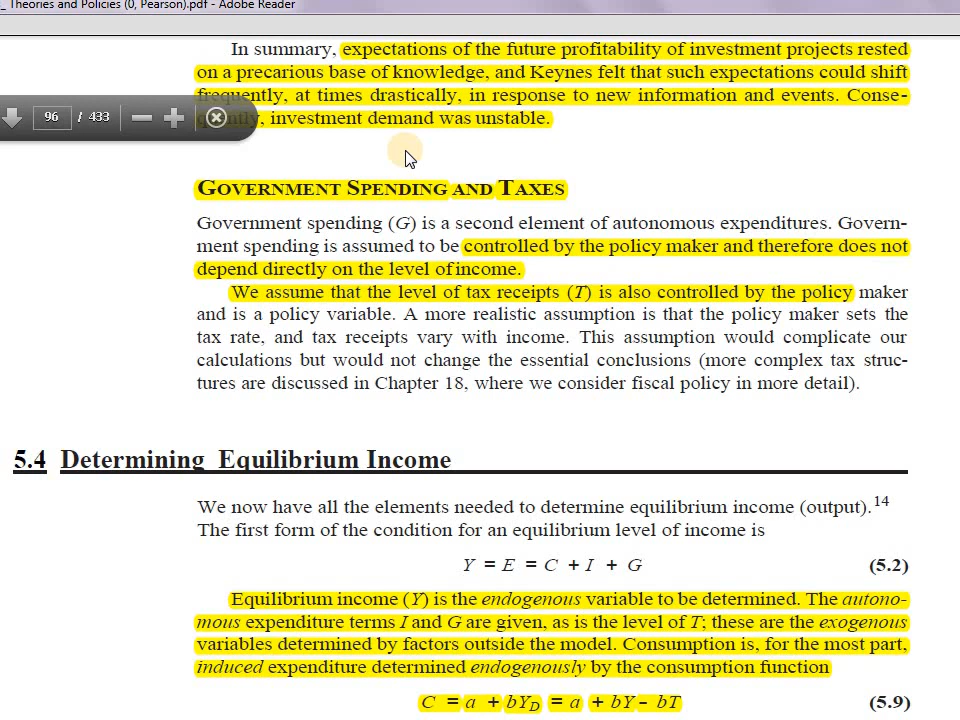 _ Theories and Policies (0, Pearson).pdf - Adobe Reader
In summary, expectations of the future profitability of investment projects rested
on a precarious base of knowledge, and Keynes felt that such expectations could shift
frequently, at times drastically, in response to new information and events. Conse-
quently, investment demand was unstable.
96 / 433
GOVERNMENT SPENDING AND TAXES
Government spending (G) is a second element of autonomous expenditures. Govern-
ment spending is assumed to be controlled by the policy maker and therefore does not
depend directly on the level of income.
We assume that the level of tax receipts (T) is also controlled by the policy maker
and is a policy variable. A more realistic assumption is that the policy maker sets the
tax rate, and tax receipts vary with income. This assumption would complicate our
calculations but would not change the essential conclusions (more complex tax struc-
tures are discussed in Chapter 18, where we consider fiscal policy in more detail).
5.4 Determining Equilibrium Income
We now have all the elements needed to determine equilibrium income (output).14
The first form of the condition for an equilibrium level of income is
Y = E = C + I + G (5.2)
Equilibrium income (Y) is the endogenous variable to be determined. The autono-
mous expenditure terms I and G are given, as is the level of T; these are the exogenous
variables determined by factors outside the model. Consumption is, for the most part,
induced expenditure determined endogenously by the consumption function
C = a + bYD = a + bY - bT (5.9)